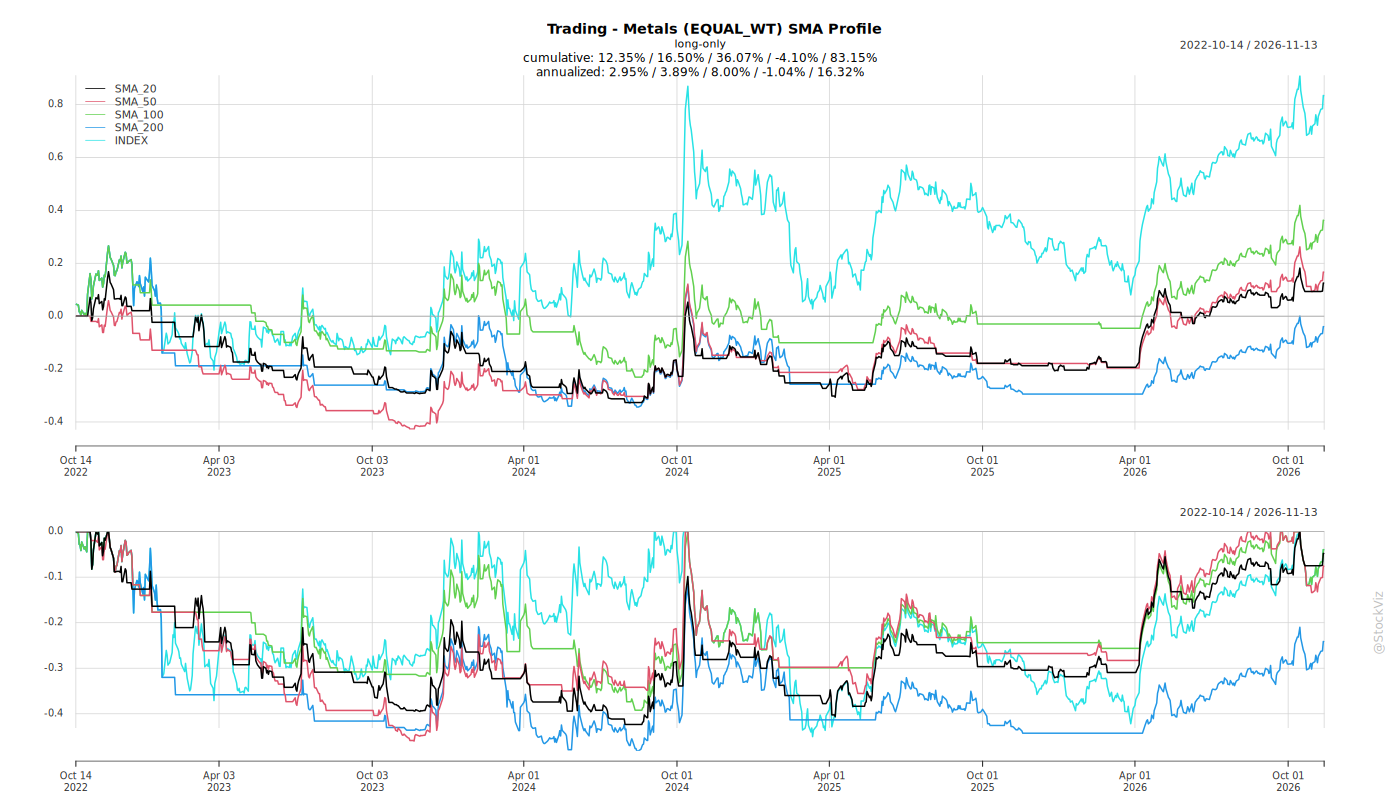 Trading - Metals (EQUAL_WT) SMA Profile
long-only
2022-10-14 / 2026-11-13
cumulative: 12.35% / 16.50% / 36.07% / -4.10% / 83.15%
annualized: 2.95% / 3.89% / 8.00% / -1.04% / 16.32%
SMA_20
SMA_50
SMA_100
SMA_200
INDEX
0.8
0.6
0.4
0.2
0.0
-0.2
-0.4
Oct 14 Apr 03 Oct 03 Apr 01 Oct 01 Apr 01 Oct 01 Apr 01 Oct 01
2022 2023 2023 2024 2024 2025 2025 2026 2026
2022-10-14 / 2026-11-13
0.0
-0.1
-0.2
-0.3
-0.4
Oct 14 Apr 03 Oct 03 Apr 01 Oct 01 Apr 01 Oct 01 Apr 01 Oct 01
2022 2023 2023 2024 2024 2025 2025 2026 2026
@StockViz